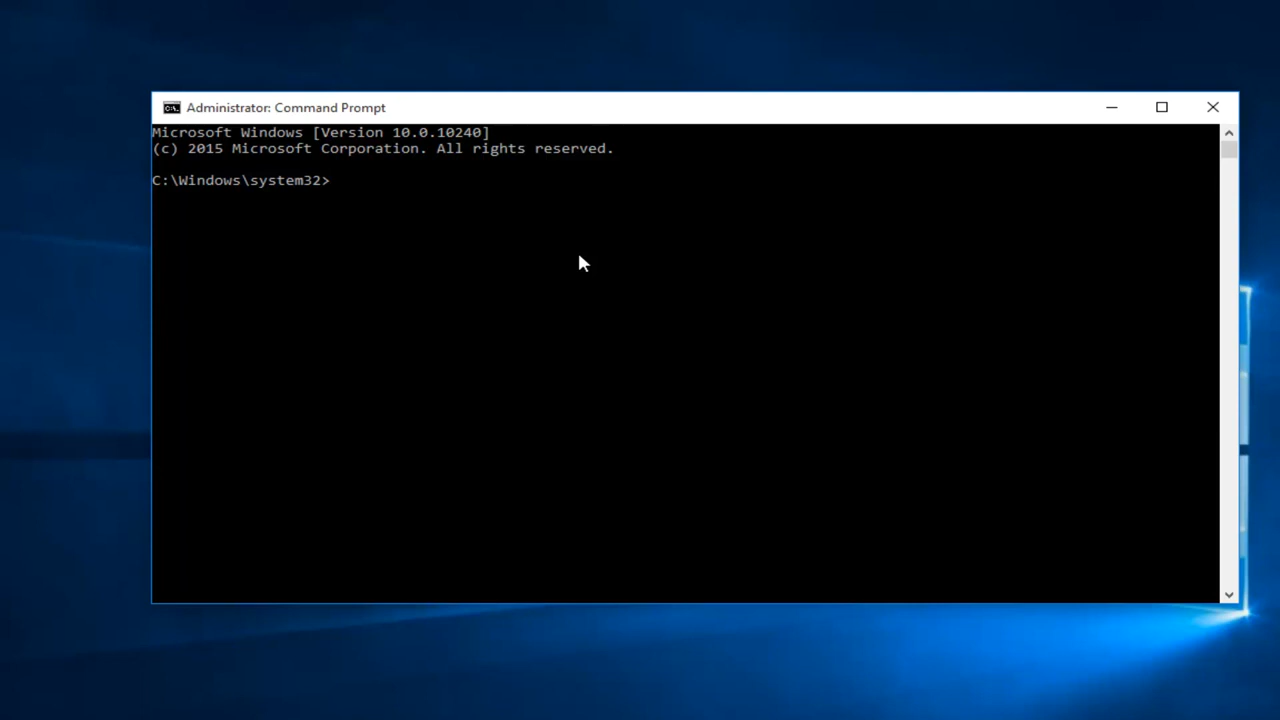 Administrator: Command Prompt
Microsoft Windows [Version 10.0.10240]
(c) 2015 Microsoft Corporation. All rights reserved.
C:\Windows\system32>